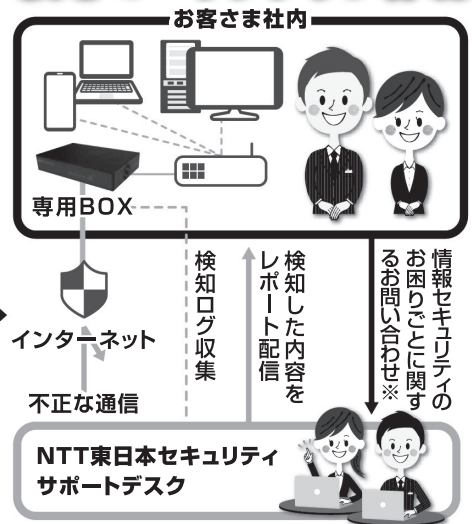 お客さま社内
専用BOX
インターネット
不正な通信
検知ログ収集
検知した内容を
レポート配信
情報セキュリティの
お困りごとに関す
るお問い合わせ※
NTT東日本セキュリティ
サポートデスク